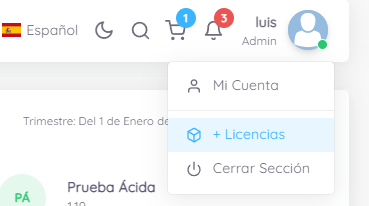 Español
1
3
luis
Admin
Mi Cuenta
Trimestre: Del 1 de Enero de
+ Licencias
Cerrar Sección
PÁ
Prueba Ácida